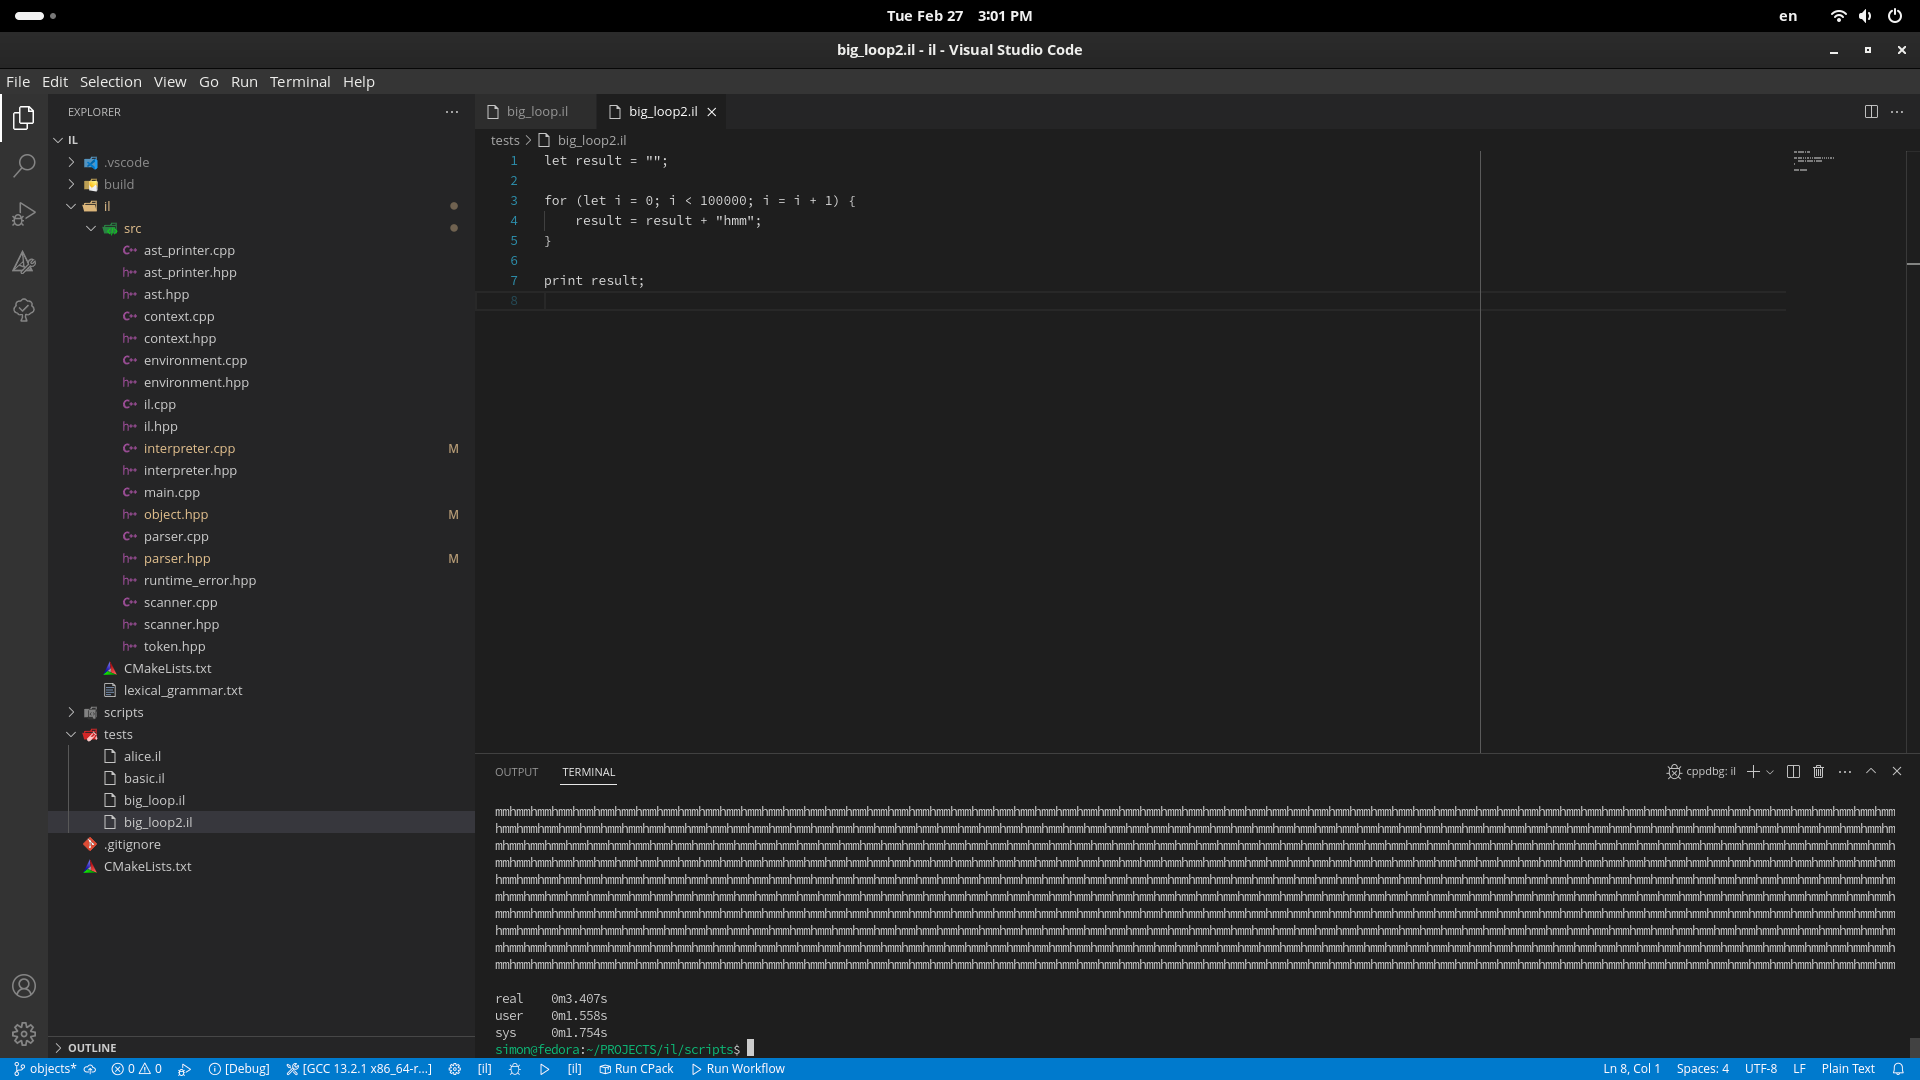 Tue Feb 27 3:01 PM
en
big_loop2.il - il - Visual Studio Code
File Edit Selection View Go Run Terminal Help
EXPLORER
IL
.vscode
build
il
src
ast_printer.cpp
ast_printer.hpp
ast.hpp
context.cpp
context.hpp
environment.cpp
environment.hpp
il.cpp
il.hpp
interpreter.cpp M
interpreter.hpp
main.cpp
object.hpp M
parser.cpp
parser.hpp M
runtime_error.hpp
scanner.cpp
scanner.hpp
token.hpp
CMakeLists.txt
lexical_grammar.txt
scripts
tests
alice.il
basic.il
big_loop.il
big_loop2.il
.gitignore
CMakeLists.txt
OUTLINE
big_loop.il big_loop2.il
tests > big_loop2.il
1 let result = "";
2
3 for (let i = 0; i < 100000; i = i + 1) {
4 result = result + "hmm";
5 }
6
7 print result;
8
OUTPUT TERMINAL cppdbg: il
real 0m3.407s
user 0m1.558s
sys 0m1.754s
simon@fedora:~/PROJECTS/il/scripts$
objects* 0 0 [Debug] [GCC 13.2.1 x86_64-r...] [il] [il] Run CPack Run Workflow Ln 8, Col 1 Spaces: 4 UTF-8 LF Plain Text